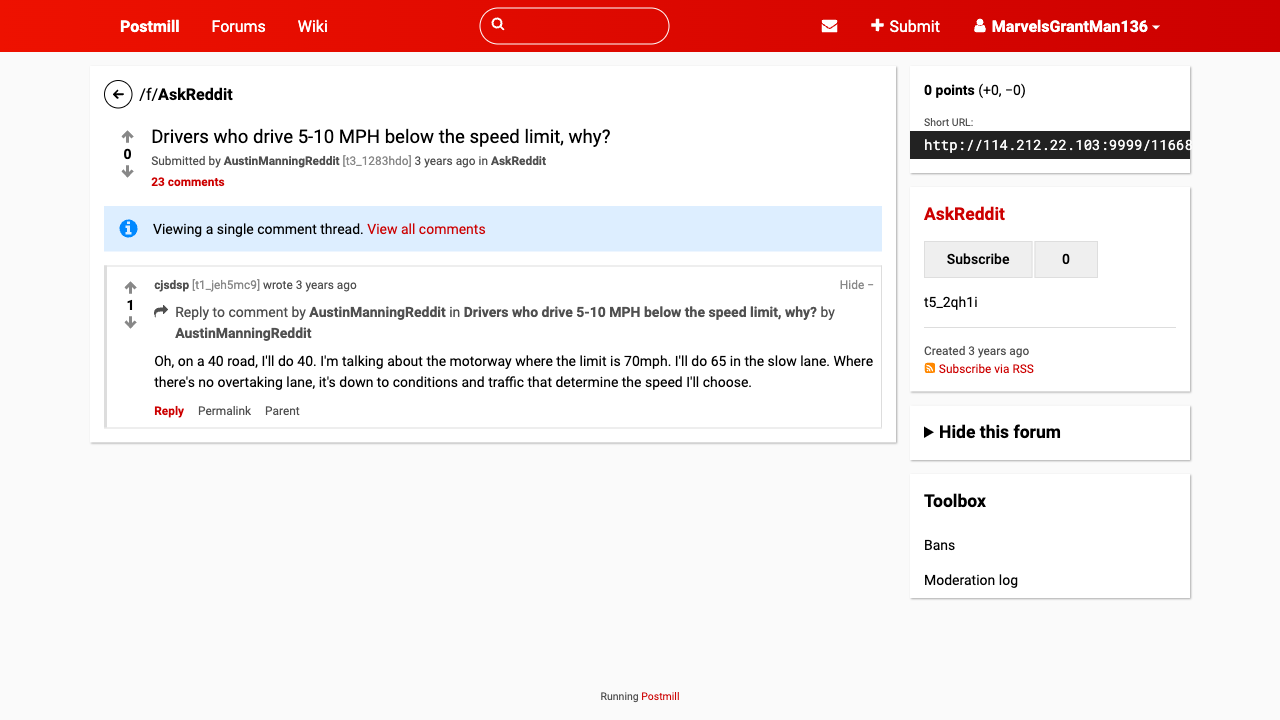 Postmill
Forums
Wiki
Submit
MarvelsGrantMan136
/f/AskReddit
Drivers who drive 5-10 MPH below the speed limit, why?
0
Submitted by AustinManningReddit [t3_1283hdo] 3 years ago in AskReddit
23 comments
Viewing a single comment thread. View all comments
cjsdsp [t1_jeh5mc9] wrote 3 years ago
Hide −
1
Reply to comment by AustinManningReddit in Drivers who drive 5-10 MPH below the speed limit, why? by
AustinManningReddit
Oh, on a 40 road, I'll do 40. I'm talking about the motorway where the limit is 70mph. I'll do 65 in the slow lane. Where
there's no overtaking lane, it's down to conditions and traffic that determine the speed I'll choose.
Reply
Permalink
Parent
0 points (+0, −0)
Short URL:
http://114.212.22.103:9999/11668
AskReddit
Subscribe
0
t5_2qh1i
Created 3 years ago
Subscribe via RSS
Hide this forum
Toolbox
Bans
Moderation log
Running Postmill